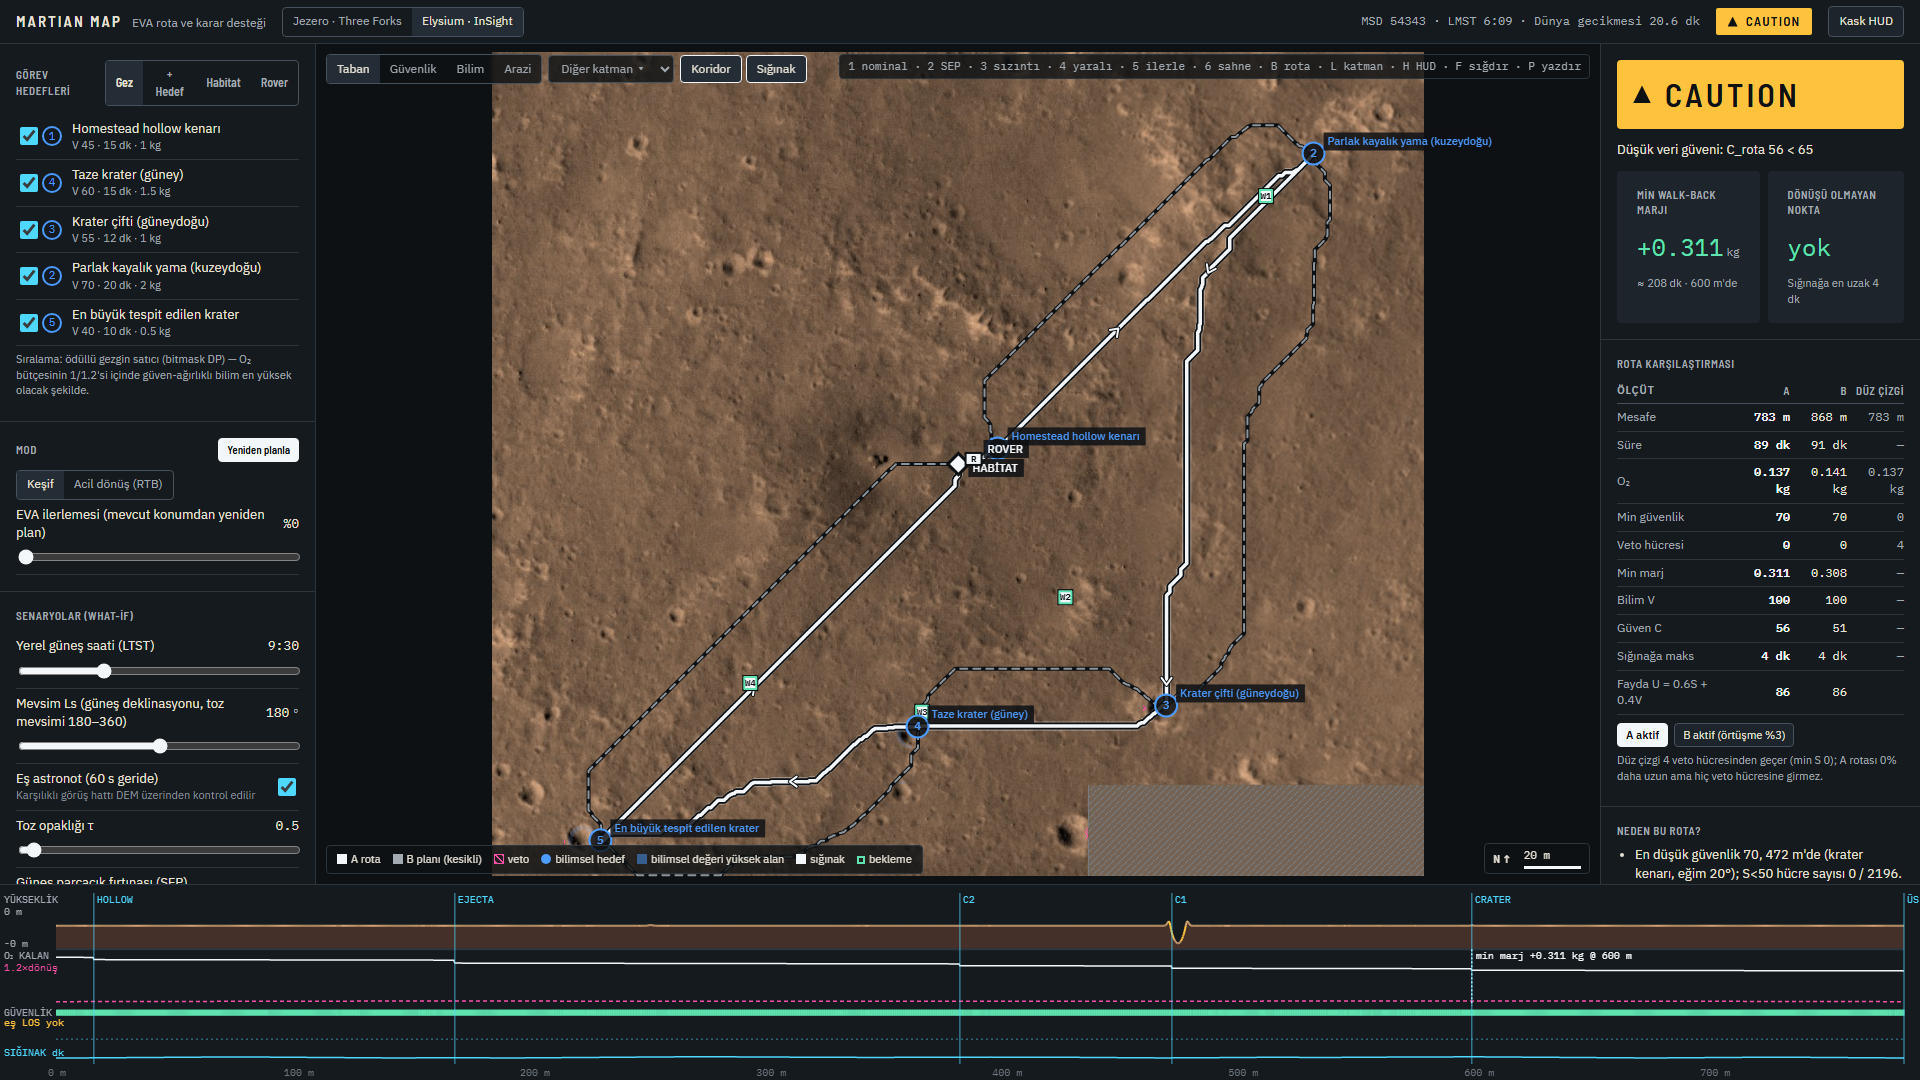 MARTIAN MAP EVA rota ve karar desteği Jezero · Three Forks Elysium · InSight MSD 54343 · LMST 6:09 · Dünya gecikmesi 20.6 dk ▲ CAUTION Kask HUD
GÖREV HEDEFLERİ
Gez
+ Hedef
Habitat
Rover
1 Homestead hollow kenarı
V 45 · 15 dk · 1 kg
4 Taze krater (güney)
V 60 · 15 dk · 1.5 kg
3 Krater çifti (güneydoğu)
V 55 · 12 dk · 1 kg
2 Parlak kayalık yama (kuzeydoğu)
V 70 · 20 dk · 2 kg
5 En büyük tespit edilen krater
V 40 · 10 dk · 0.5 kg
Sıralama: ödüllü gezgin satıcı (bitmask DP) — O₂
bütçesinin 1/1.2'si içinde güven-ağırlıklı bilim en yüksek
olacak şekilde.
MOD Yeniden planla
Keşif Acil dönüş (RTB)
EVA ilerlemesi (mevcut konumdan yeniden
plan) %0
SENARYOLAR (WHAT-İF)
Yerel güneş saati (LTST) 9:30
Mevsim Ls (güneş deklinasyonu, toz
mevsimi 180–360) 180 °
Eş astronot (60 s geride)
Karşılıklı görüş hattı DEM üzerinden kontrol edilir
Toz opaklığı τ 0.5
Güneş parçacık fırtınası (SEP)
Taban Güvenlik Bilim Arazi Diğer katman Koridor Sığınak
1 nominal · 2 SEP · 3 sızıntı · 4 yaralı · 5 ilerle · 6 sahne · B rota · L katman · H HUD · F sığdır · P yazdır
2 Parlak kayalık yama (kuzeydoğu)
W1
Homestead hollow kenarı
ROVER
R
HABİTAT
W2
W4
3 Krater çifti (güneydoğu)
W3
4 Taze krater (güney)
5 En büyük tespit edilen krater
A rota B planı (kesikli) veto bilimsel hedef bilimsel değeri yüksek alan sığınak bekleme
N↑ 20 m
▲ CAUTION
Düşük veri güveni: C_rota 56 < 65
MİN WALK-BACK
MARJI
+0.311 kg
≈ 208 dk · 600 m'de
DÖNÜŞÜ OLMAYAN
NOKTA
yok
Sığınağa en uzak 4
dk
ROTA KARŞILAŞTIRMASI
ÖLÇÜT A B DÜZ ÇİZGİ
Mesafe 783 m 868 m 783 m
Süre 89 dk 91 dk —
O₂ 0.137 kg 0.141 kg 0.137 kg
Min güvenlik 70 70 0
Veto hücresi 0 0 4
Min marj 0.311 0.308 —
Bilim V 100 100 —
Güven C 56 51 —
Sığınağa maks 4 dk 4 dk —
Fayda U = 0.6S +
0.4V 86 86
A aktif B aktif (örtüşme %3)
Düz çizgi 4 veto hücresinden geçer (min S 0); A rotası 0%
daha uzun ama hiç veto hücresine girmez.
NEDEN BU ROTA?
• En düşük güvenlik 70, 472 m'de (krater
kenarı, eğim 20°); S<50 hücre sayısı 0 / 2196.
YÜKSEKLİK HOLLOW EJECTA C2 C1 CRATER ÜS
0 m
-0 m
O₂ KALAN
min marj +0.311 kg @ 600 m
1.2×dönüş
GÜVENLİK
eş LOS yok
SIĞINAK dk
0 m 100 m 200 m 300 m 400 m 500 m 600 m 700 m